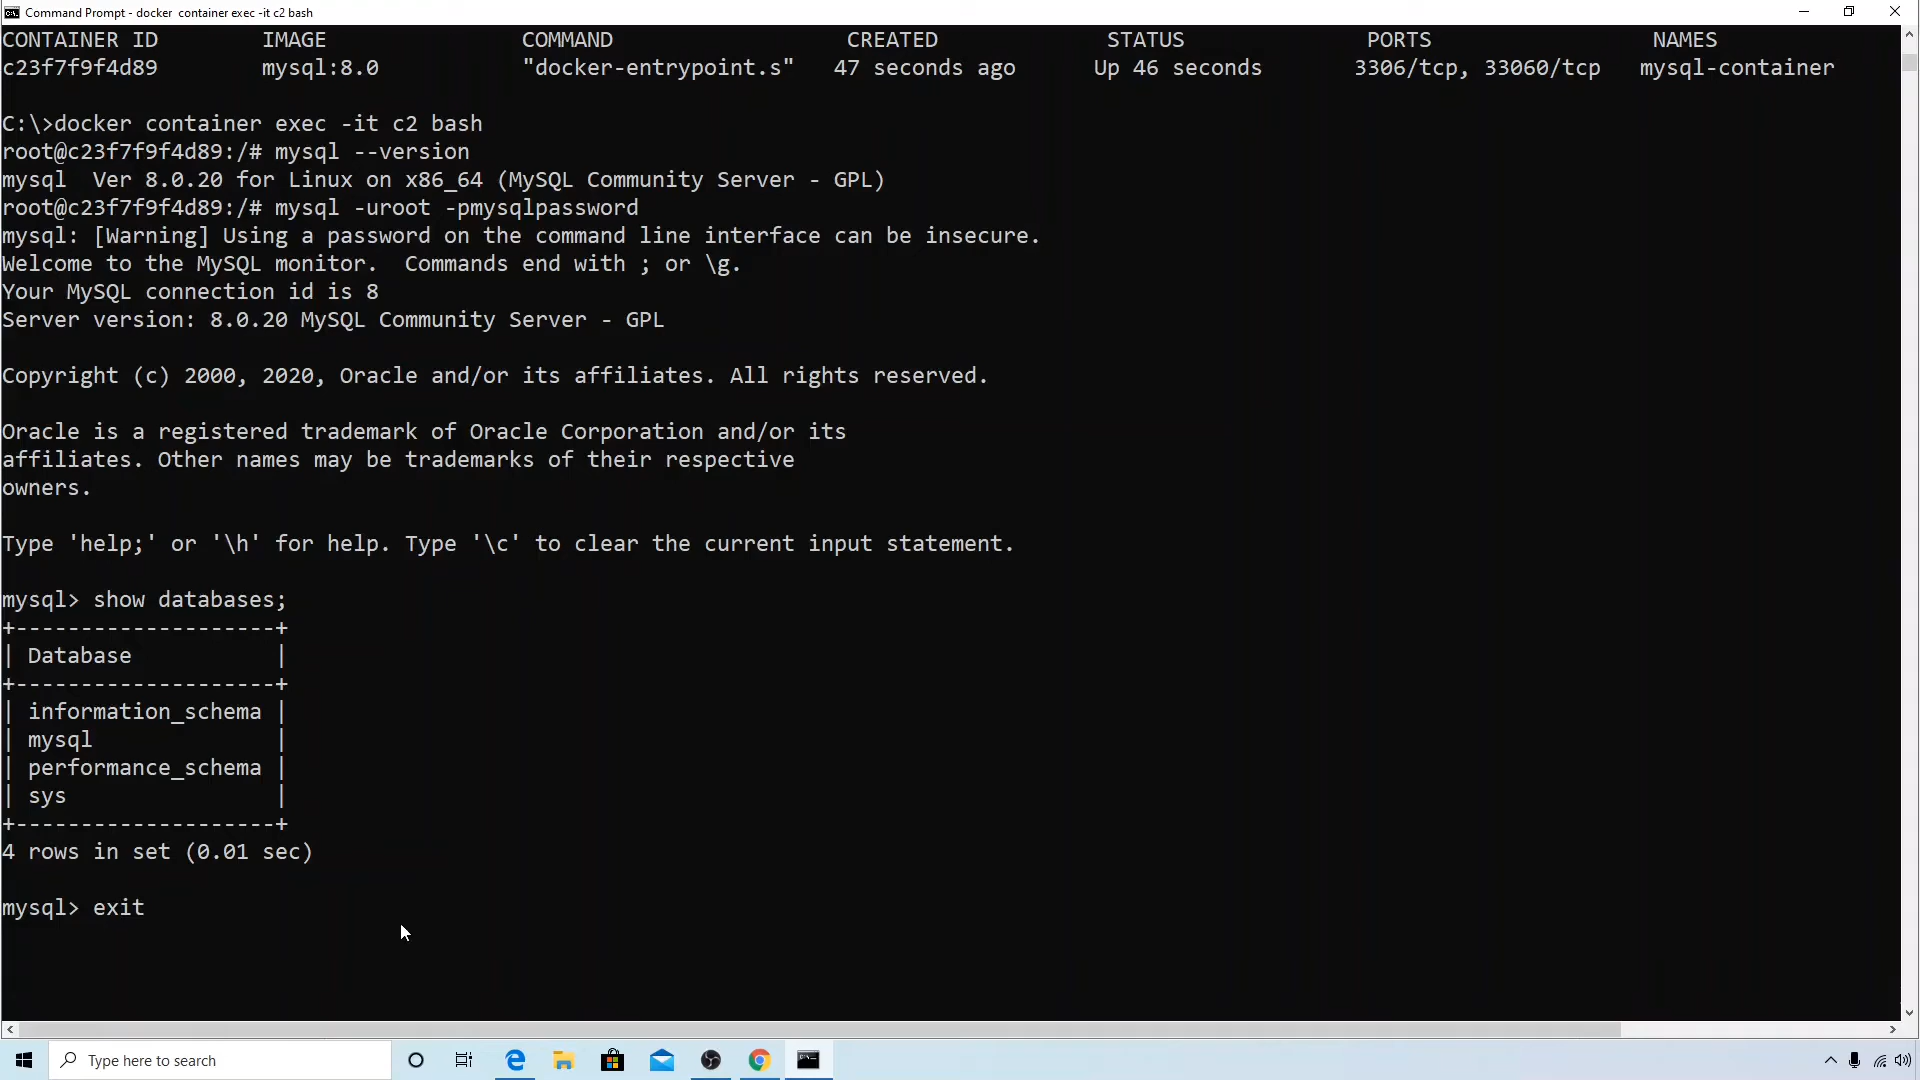 Command Prompt - docker  container exec -it c2 bash
CONTAINER ID        IMAGE               COMMAND                  CREATED             STATUS              PORTS                 NAMES
c23f7f9f4d89        mysql:8.0           "docker-entrypoint.s"   47 seconds ago      Up 46 seconds       3306/tcp, 33060/tcp   mysql-container
C:\>docker container exec -it c2 bash
root@c23f7f9f4d89:/# mysql --version
mysql  Ver 8.0.20 for Linux on x86_64 (MySQL Community Server - GPL)
root@c23f7f9f4d89:/# mysql -uroot -pmysqlpassword
mysql: [Warning] Using a password on the command line interface can be insecure.
Welcome to the MySQL monitor.  Commands end with ; or \g.
Your MySQL connection id is 8
Server version: 8.0.20 MySQL Community Server - GPL
Copyright (c) 2000, 2020, Oracle and/or its affiliates. All rights reserved.
Oracle is a registered trademark of Oracle Corporation and/or its
affiliates. Other names may be trademarks of their respective
owners.
Type 'help;' or '\h' for help. Type '\c' to clear the current input statement.
mysql> show databases;
+--------------------+
| Database           |
+--------------------+
| information_schema |
| mysql              |
| performance_schema |
| sys                |
+--------------------+
4 rows in set (0.01 sec)
mysql> exit
Type here to search